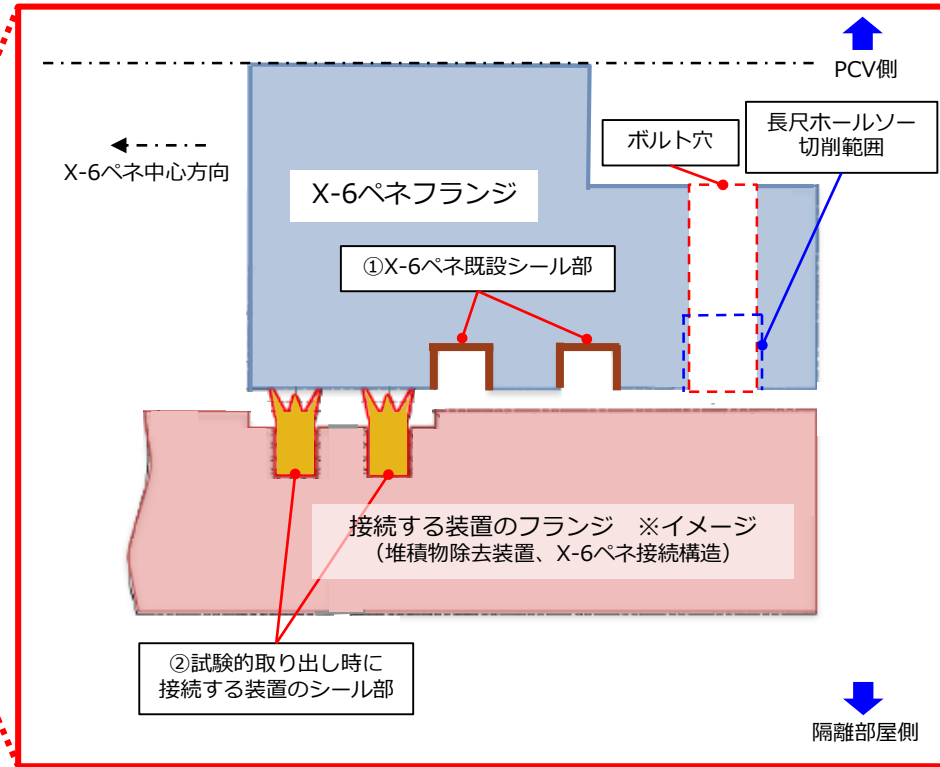 PCV側
長尺ホールソー
切削範囲
ボルト穴
X-6ペネ中心方向
X-6ペネフランジ
①X-6ペネ既設シール部
接続する装置のフランジ　※イメージ
（堆積物除去装置、X-6ペネ接続構造）
②試験的取り出し時に
接続する装置のシール部
隔離部屋側